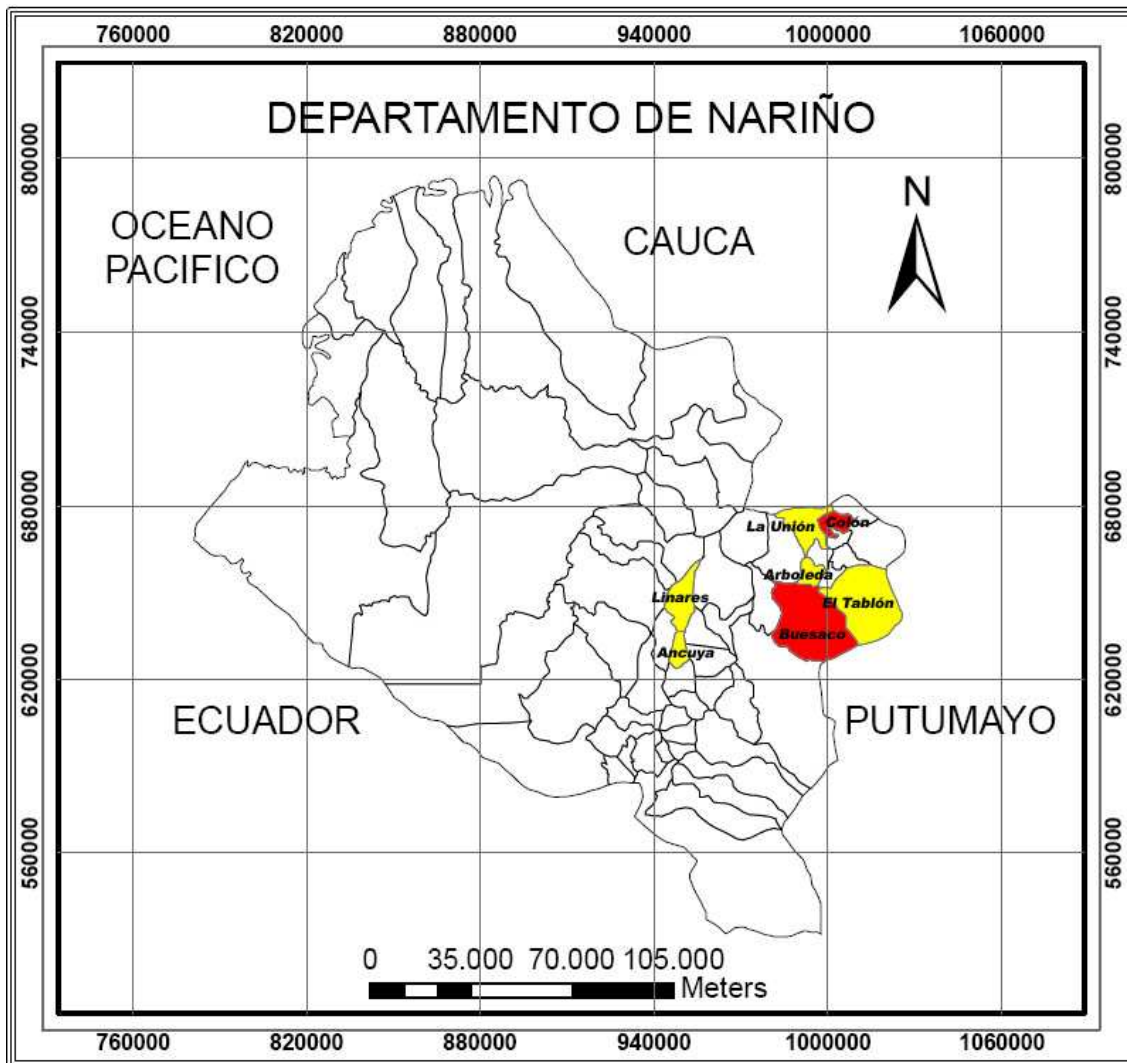 760000 820000 880000 940000 1000000 1060000
DEPARTAMENTO DE NARIÑO
800000 800000
OCEANO
PACIFICO
CAUCA
N
740000 740000
680000 680000
La Unión Colón
Arboleda
Linares El Tablón
Buesaco
Ancuya
620000 620000
ECUADOR PUTUMAYO
560000 560000
0 35.000 70.000 105.000
Meters
760000 820000 880000 940000 1000000 1060000